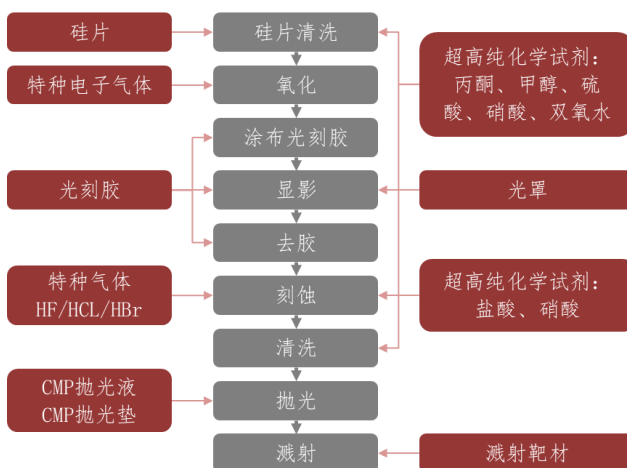 硅片
硅片清洗
超高纯化学试剂：
丙酮、甲醇、硫
酸、硝酸、双氧水
特种电子气体
氧化
涂布光刻胶
光刻胶
显影
光罩
去胶
特种气体
HF/HCL/HBr
刻蚀
超高纯化学试剂：
盐酸、硝酸
清洗
CMP抛光液
CMP抛光垫
抛光
溅射
溅射靶材